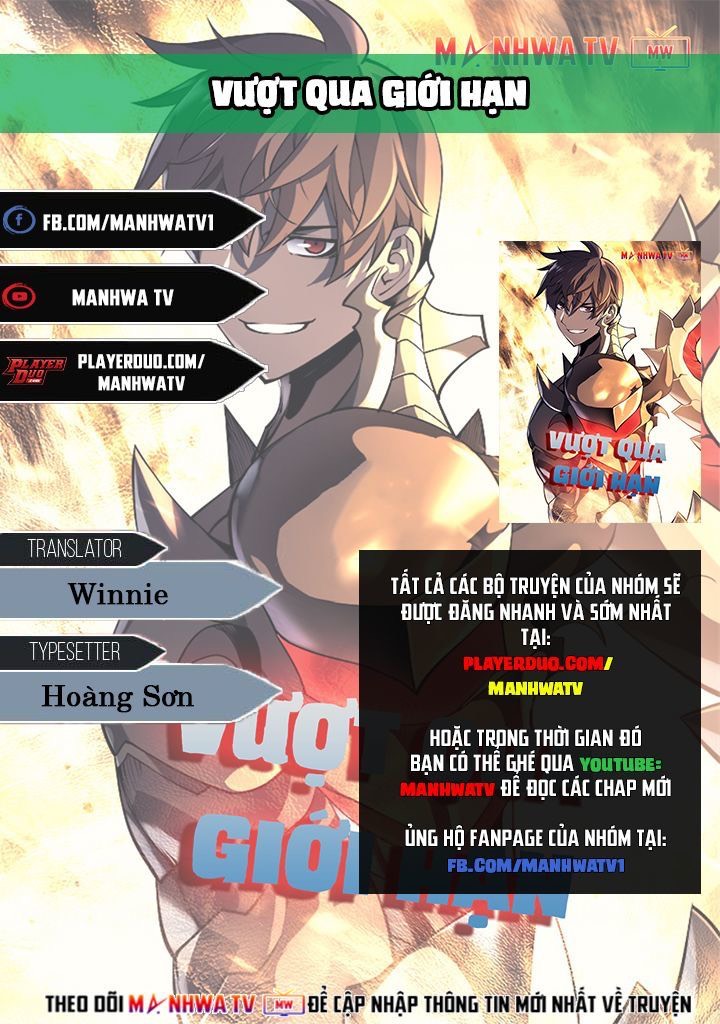 MANHWA TV MW
VƯỢT QUA GIỚI HẠN
FB.COM/MANHWATV1
MANHWA TV
PLAYER DUO
PLAYERDUO.COM/
MANHWATV
MANHWA TV MW
VƯỢT QUA
GIỚI HẠN
TRANSLATOR
Winnie
TYPESETTER
Hoàng Sơn
TẤT CẢ CÁC BỘ TRUYỆN CỦA NHÓM SẼ
ĐƯỢC ĐĂNG NHANH VÀ SỚM NHẤT
TẠI:
PLAYERDUO.COM/
MANHWATV
HOẶC TRONG THỜI GIAN ĐÓ
BẠN CÓ THỂ GHÉ QUA YOUTUBE:
MANHWATV ĐỂ ĐỌC CÁC CHAP MỚI
ỦNG HỘ FANPAGE CỦA NHÓM TẠI:
FB.COM/MANHWATV1
VƯỢT
GIỚI HẠN
THEO DÕI MANHWA TV MW ĐỂ CẬP NHẬP THÔNG TIN MỚI NHẤT VỀ TRUYỆN